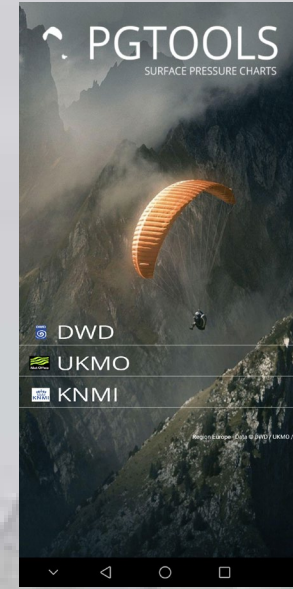 PGTOOLS
SURFACE PRESSURE CHARTS
DWD
UKMO
KNMI
Region Europe - Data © DWD / UKMO /